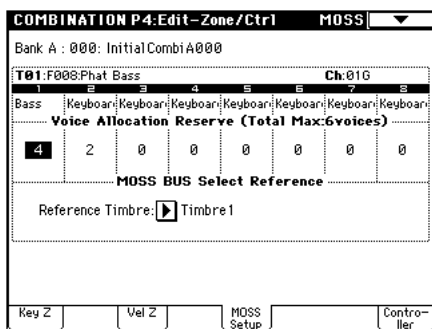 COMBINATION P4:Edit-Zone/Ctrl MOSS
Bank A : 000: InitialCombiA000
T01:F008:Phat Bass Ch:01G
1 2 3 4 5 6 7 8
Bass Keyboar Keyboar Keyboar Keyboar Keyboar Keyboar Keyboar
Voice Allocation Reserve (Total Max:6voices)
4 2 0 0 0 0 0 0
MOSS BUS Select Reference
Reference Timbre: Timbre1
Key Z Vel Z MOSS Setup Contro-ller